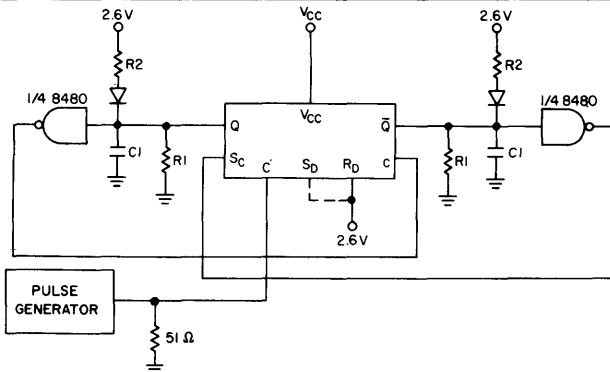 2.6V
VCC
2.6V
R2
R2
1/4 8480
1/4 8480
VCC
Q
Q̅
C1
R1
SC
C
SD
RD
C
R1
C1
2.6V
PULSE
GENERATOR
51 Ω